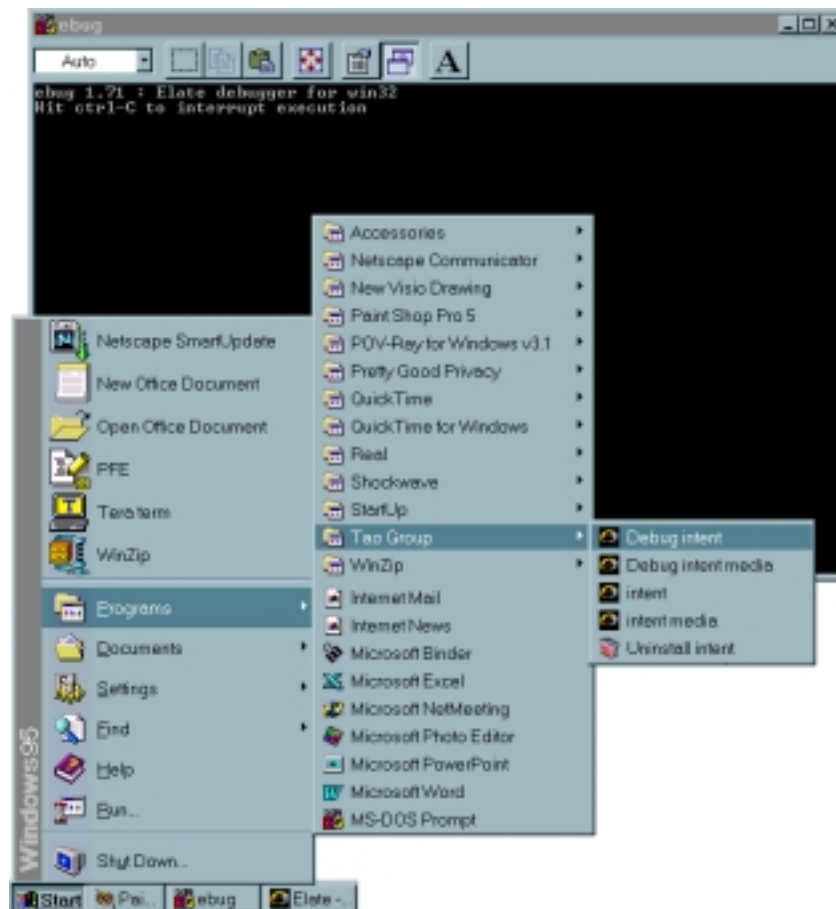 ebug
Auto
A
ebug 1.71 : Elate debugger for win32
Hit ctrl-C to interrupt execution
Accessories
Netscape Communicator
New Visio Drawing
Paint Shop Pro 5
POV-Ray for Windows v3.1
Pretty Good Privacy
QuickTime
QuickTime for Windows
Real
Shockwave
StartUp
Tao Group
WinZip
Internet Mail
Internet News
Microsoft Binder
Microsoft Excel
Microsoft NetMeeting
Microsoft Photo Editor
Microsoft PowerPoint
Microsoft Word
MS-DOS Prompt
Debug intent
Debug intent media
intent
intent media
Uninstall intent
Netscape SmartUpdate
New Office Document
Open Office Document
PFE
Tera term
WinZip
Programs
Documents
Settings
Find
Help
Run...
Shut Down...
Windows95
Start
Pai...
ebug
Elate -...